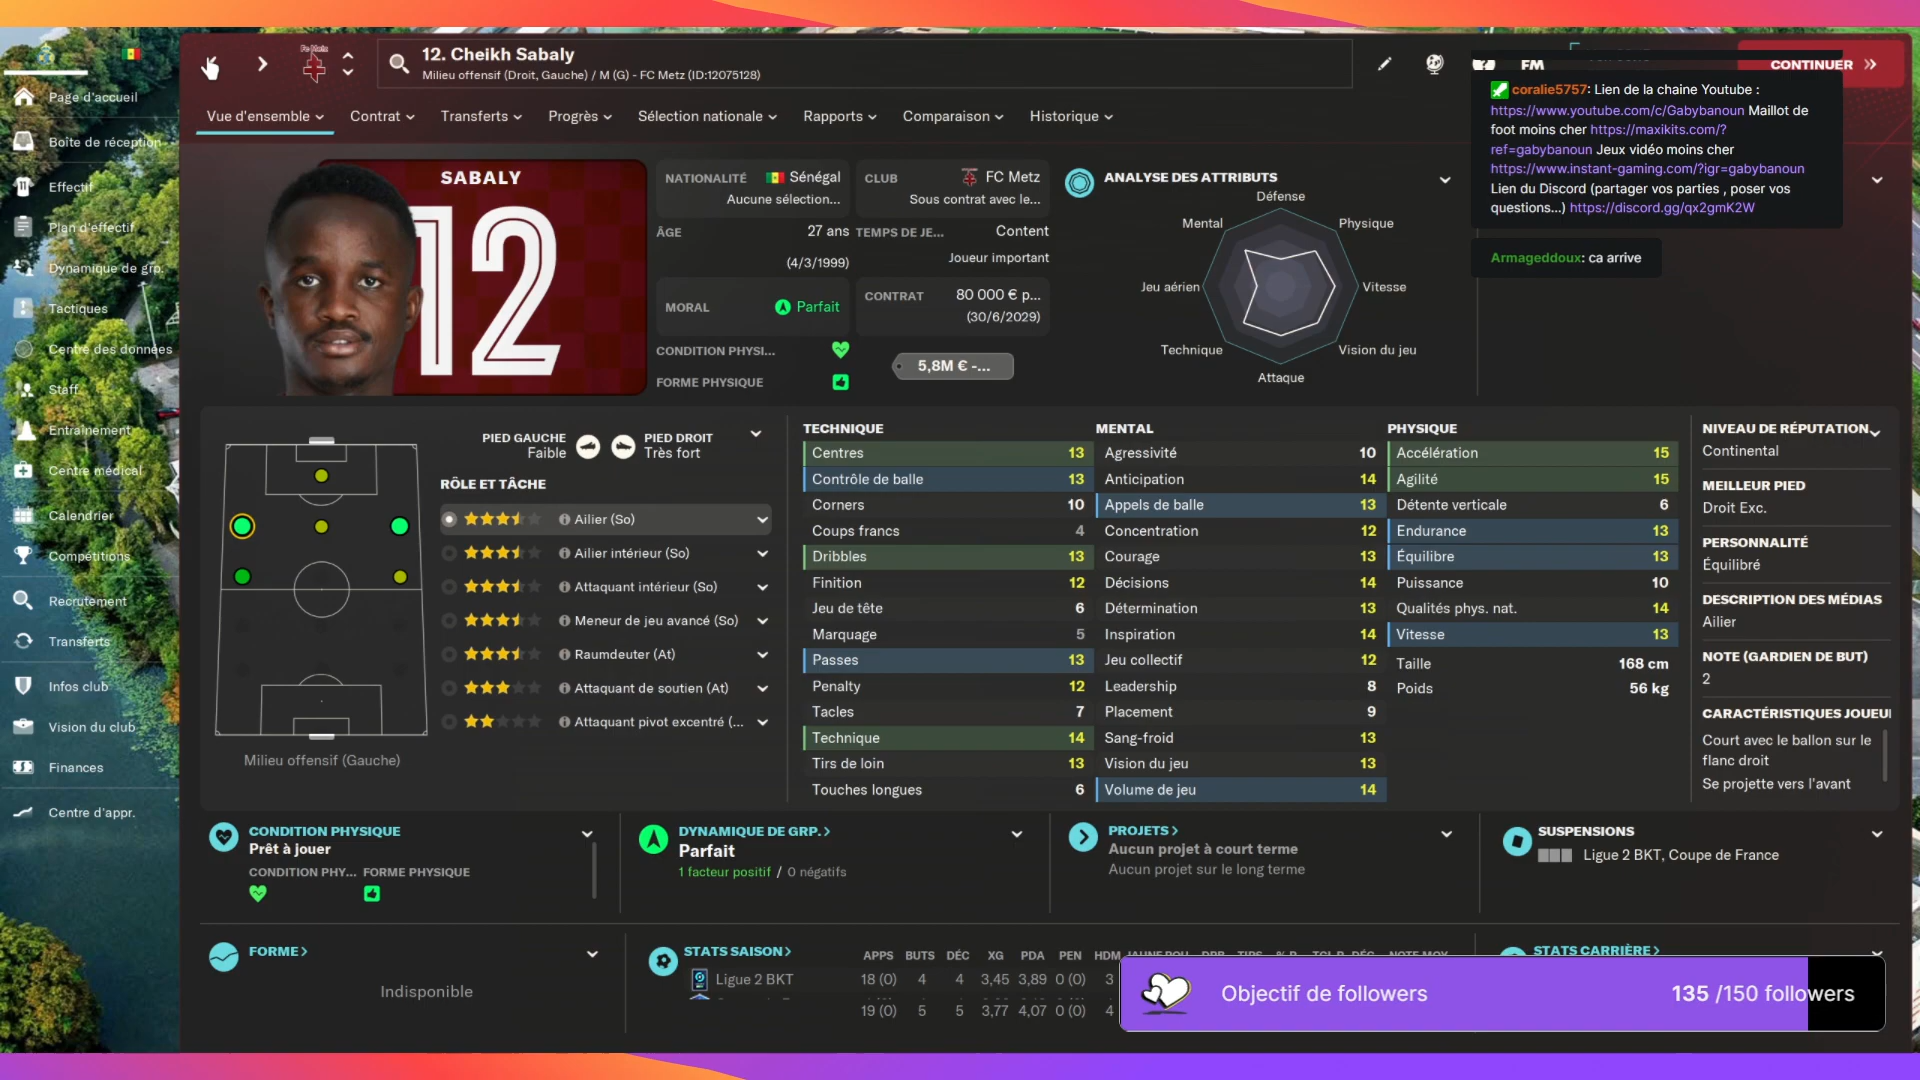 12. Cheikh Sabaly
Milieu offensif (Droit, Gauche) / M (G) - FC Metz (ID:12075128)
FM
CONTINUER
Page d'accueil
Boîte de réception
Effectif
Plan d'effectif
Dynamique de grp.
Tactiques
Centre des données
Staff
Entraînement
Centre médical
Calendrier
Compétitions
Recrutement
Transferts
Infos club
Vision du club
Finances
Centre d'appr.
Vue d'ensemble
Contrat
Transferts
Progrès
Sélection nationale
Rapports
Comparaison
Historique
coralie5757: Lien de la chaine Youtube :
https://www.youtube.com/c/Gabybanoun Maillot de
foot moins cher https://maxikits.com/?
ref=gabybanoun Jeux vidéo moins cher
https://www.instant-gaming.com/?igr=gabybanoun
Lien du Discord (partager vos parties , poser vos
questions...) https://discord.gg/qx2gmK2W
Armageddoux: ca arrive
SABALY
12
NATIONALITÉ Sénégal
Aucune sélection...
CLUB FC Metz
Sous contrat avec le...
ÂGE 27 ans
(4/3/1999)
TEMPS DE JE... Content
Joueur important
MORAL Parfait
CONTRAT 80 000 € p...
(30/6/2029)
CONDITION PHYSI...
FORME PHYSIQUE
5,8M € -...
ANALYSE DES ATTRIBUTS
Défense
Mental
Physique
Jeu aérien
Vitesse
Technique
Vision du jeu
Attaque
PIED GAUCHE
Faible
PIED DROIT
Très fort
RÔLE ET TÂCHE
Ailier (So)
Ailier intérieur (So)
Attaquant intérieur (So)
Meneur de jeu avancé (So)
Raumdeuter (At)
Attaquant de soutien (At)
Attaquant pivot excentré (...
Milieu offensif (Gauche)
TECHNIQUE
Centres 13
Contrôle de balle 13
Corners 10
Coups francs 4
Dribbles 13
Finition 12
Jeu de tête 6
Marquage 5
Passes 13
Penalty 12
Tacles 7
Technique 14
Tirs de loin 13
Touches longues 6
MENTAL
Agressivité 10
Anticipation 14
Appels de balle 13
Concentration 12
Courage 13
Décisions 14
Détermination 13
Inspiration 14
Jeu collectif 12
Leadership 8
Placement 9
Sang-froid 13
Vision du jeu 13
Volume de jeu 14
PHYSIQUE
Accélération 15
Agilité 15
Détente verticale 6
Endurance 13
Équilibre 13
Puissance 10
Qualités phys. nat. 14
Vitesse 13
Taille 168 cm
Poids 56 kg
NIVEAU DE RÉPUTATION
Continental
MEILLEUR PIED
Droit Exc.
PERSONNALITÉ
Équilibré
DESCRIPTION DES MÉDIAS
Ailier
NOTE (GARDIEN DE BUT)
2
CARACTÉRISTIQUES JOUEU
Court avec le ballon sur le
flanc droit
Se projette vers l'avant
CONDITION PHYSIQUE
Prêt à jouer
CONDITION PHY... FORME PHYSIQUE
DYNAMIQUE DE GRP.
Parfait
1 facteur positif / 0 négatifs
PROJETS
Aucun projet à court terme
Aucun projet sur le long terme
SUSPENSIONS
Ligue 2 BKT, Coupe de France
FORME
Indisponible
STATS SAISON APPS BUTS DÉC XG PDA PEN HDM
Ligue 2 BKT 18 (0) 4 4 3,45 3,89 0 (0) 3
19 (0) 5 5 3,77 4,07 0 (0) 4
STATS CARRIÈRE
Objectif de followers 135 /150 followers